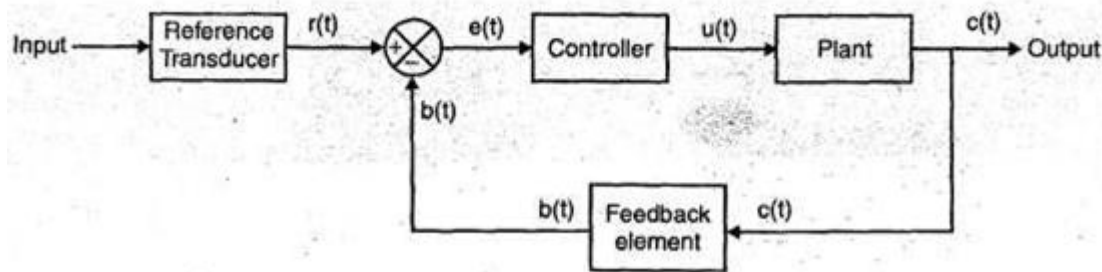 Input
Reference
Transducer
r(t)
+
−
e(t)
Controller
u(t)
Plant
c(t)
Output
b(t)
b(t)
Feedback
element
c(t)